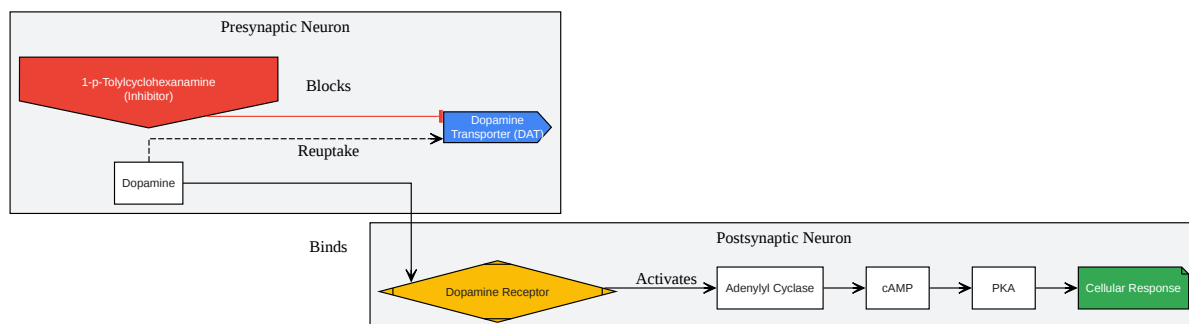 Presynaptic Neuron
1-p-Tolylcyclohexanamine
(Inhibitor)
Blocks
Dopamine
Transporter (DAT)
Reuptake
Dopamine
Binds
Postsynaptic Neuron
Dopamine Receptor
Activates
Adenylyl Cyclase
cAMP
PKA
Cellular Response